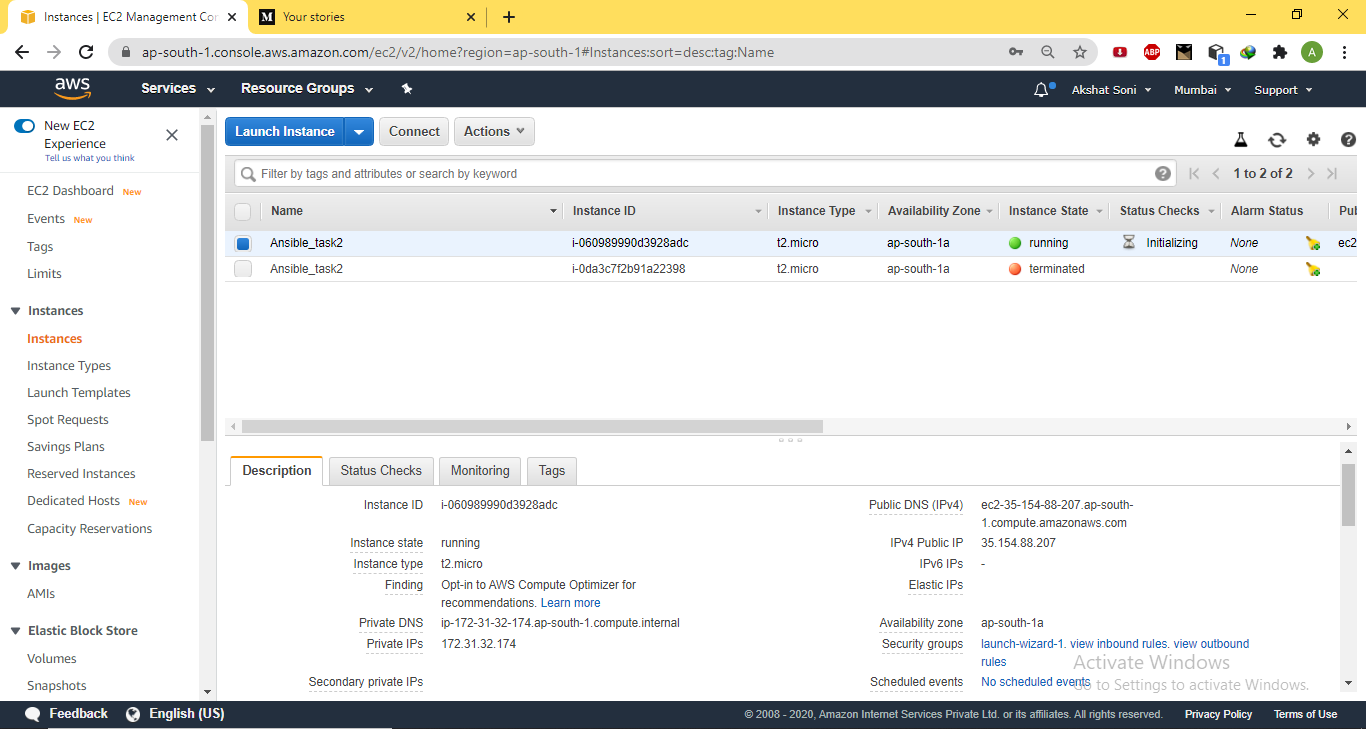 Instances | EC2 Management Con
Your stories
ap-south-1.console.aws.amazon.com/ec2/v2/home?region=ap-south-1#Instances:sort=desc:tag:Name
ABP
1
A
aws
Services
Resource Groups
Akshat Soni
Mumbai
Support
New EC2
Experience
Tell us what you think
EC2 Dashboard New
Events New
Tags
Limits
Instances
Instances
Instance Types
Launch Templates
Spot Requests
Savings Plans
Reserved Instances
Dedicated Hosts New
Capacity Reservations
Images
AMIs
Elastic Block Store
Volumes
Snapshots
Launch Instance
Connect
Actions
Filter by tags and attributes or search by keyword
1 to 2 of 2
Name Instance ID Instance Type Availability Zone Instance State Status Checks Alarm Status Pul
Ansible_task2 i-060989990d3928adc t2.micro ap-south-1a running Initializing None ec2
Ansible_task2 i-0da3c7f2b91a22398 t2.micro ap-south-1a terminated None
Description Status Checks Monitoring Tags
Instance ID i-060989990d3928adc
Instance state running
Instance type t2.micro
Finding Opt-in to AWS Compute Optimizer for
recommendations. Learn more
Private DNS ip-172-31-32-174.ap-south-1.compute.internal
Private IPs 172.31.32.174
Secondary private IPs
Public DNS (IPv4) ec2-35-154-88-207.ap-south-
1.compute.amazonaws.com
IPv4 Public IP 35.154.88.207
IPv6 IPs -
Elastic IPs
Availability zone ap-south-1a
Security groups launch-wizard-1. view inbound rules. view outbound
rules
Scheduled events No scheduled events
Activate Windows
Go to Settings to activate Windows.
Feedback
English (US)
© 2008 - 2020, Amazon Internet Services Private Ltd. or its affiliates. All rights reserved.
Privacy Policy
Terms of Use